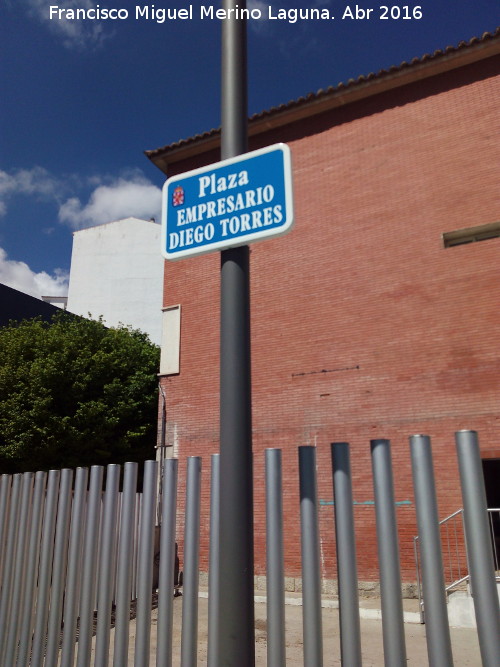 Francisco Miguel Merino Laguna. Abr 2016
Plaza
EMPRESARIO
DIEGO TORRES